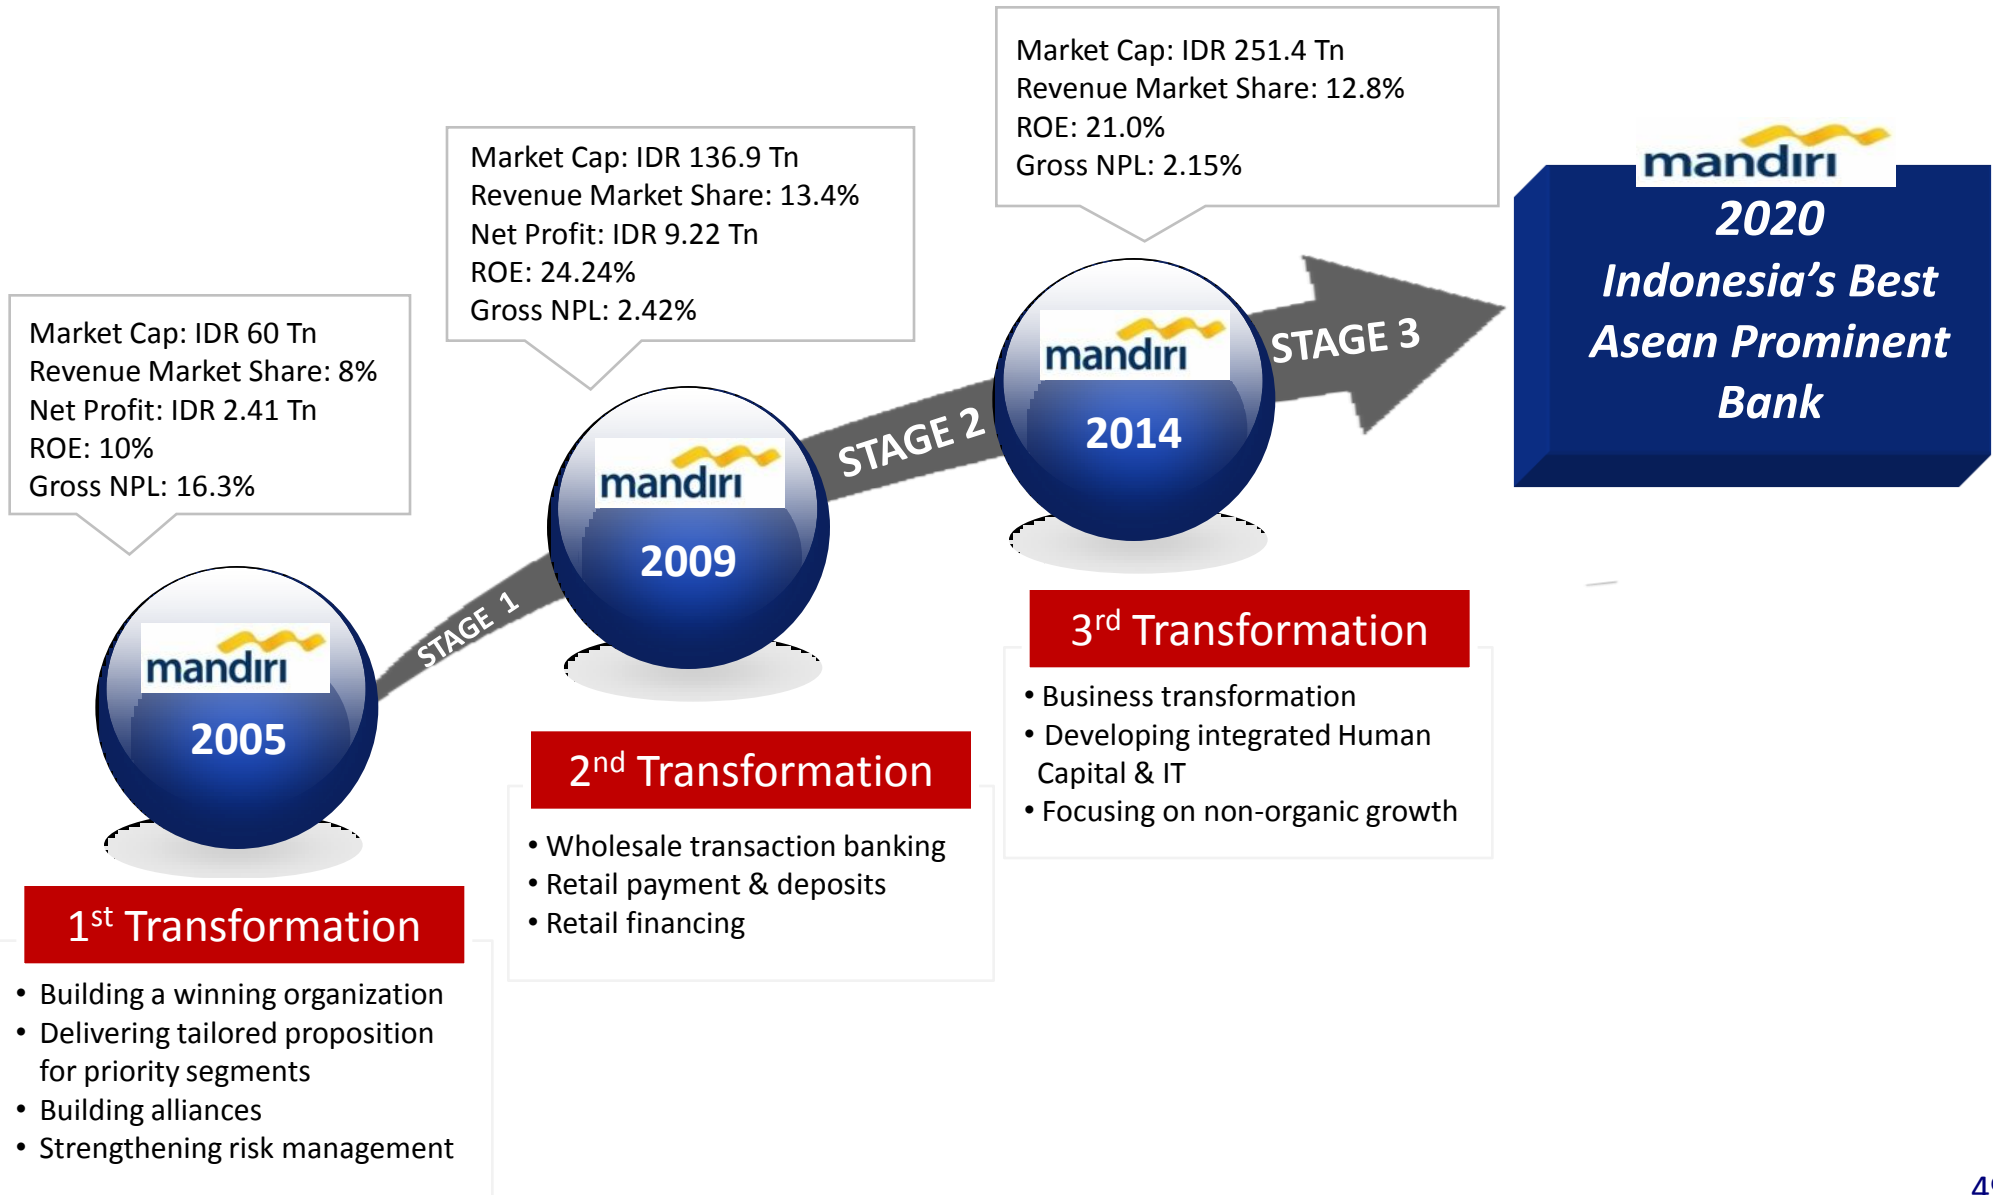 Market Cap: IDR 60 Tn
Revenue Market Share: 8%
Net Profit: IDR 2.41 Tn
ROE: 10%
Gross NPL: 16.3%
mandırı
2005
1st Transformation
• Building a winning organization
• Delivering tailored proposition
for priority segments
• Building alliances
• Strengthening risk management
STAGE 1
Market Cap: IDR 136.9 Tn
Revenue Market Share: 13.4%
Net Profit: IDR 9.22 Tn
ROE: 24.24%
Gross NPL: 2.42%
mandırı
2009
2nd Transformation
• Wholesale transaction banking
• Retail payment & deposits
• Retail financing
STAGE 2
Market Cap: IDR 251.4 Tn
Revenue Market Share: 12.8%
ROE: 21.0%
Gross NPL: 2.15%
mandırı
2014
3rd Transformation
• Business transformation
• Developing integrated Human
Capital & IT
• Focusing on non-organic growth
STAGE 3
mandırı
2020
Indonesia's Best
Asean Prominent
Bank